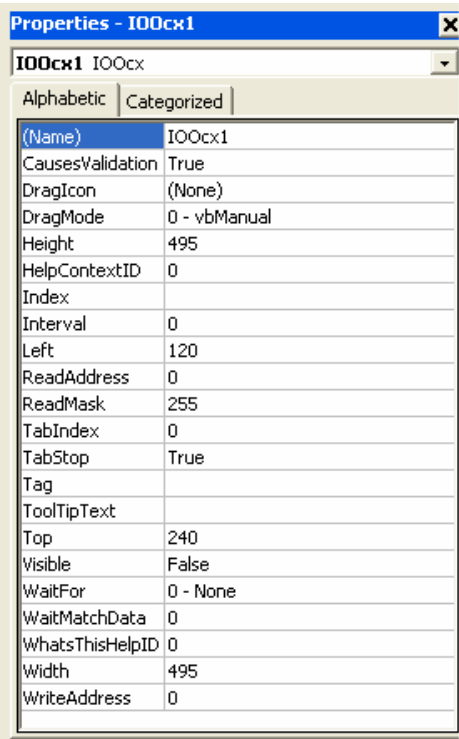 Properties - IOOcx1
IOOcx1 IOOcx
Alphabetic Categorized
(Name) IOOcx1
CausesValidation True
DragIcon (None)
DragMode 0 - vbManual
Height 495
HelpContextID 0
Index
Interval 0
Left 120
ReadAddress 0
ReadMask 255
TabIndex 0
TabStop True
Tag
ToolTipText
Top 240
Visible False
WaitFor 0 - None
WaitMatchData 0
WhatsThisHelpID 0
Width 495
WriteAddress 0